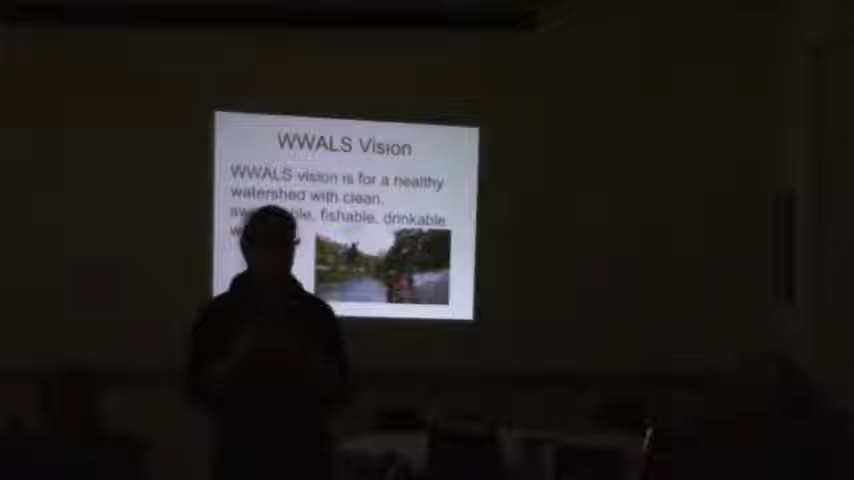 WWALS Vision
WWALS vision is for a healthy
watershed with clean,
fishable, drinkable